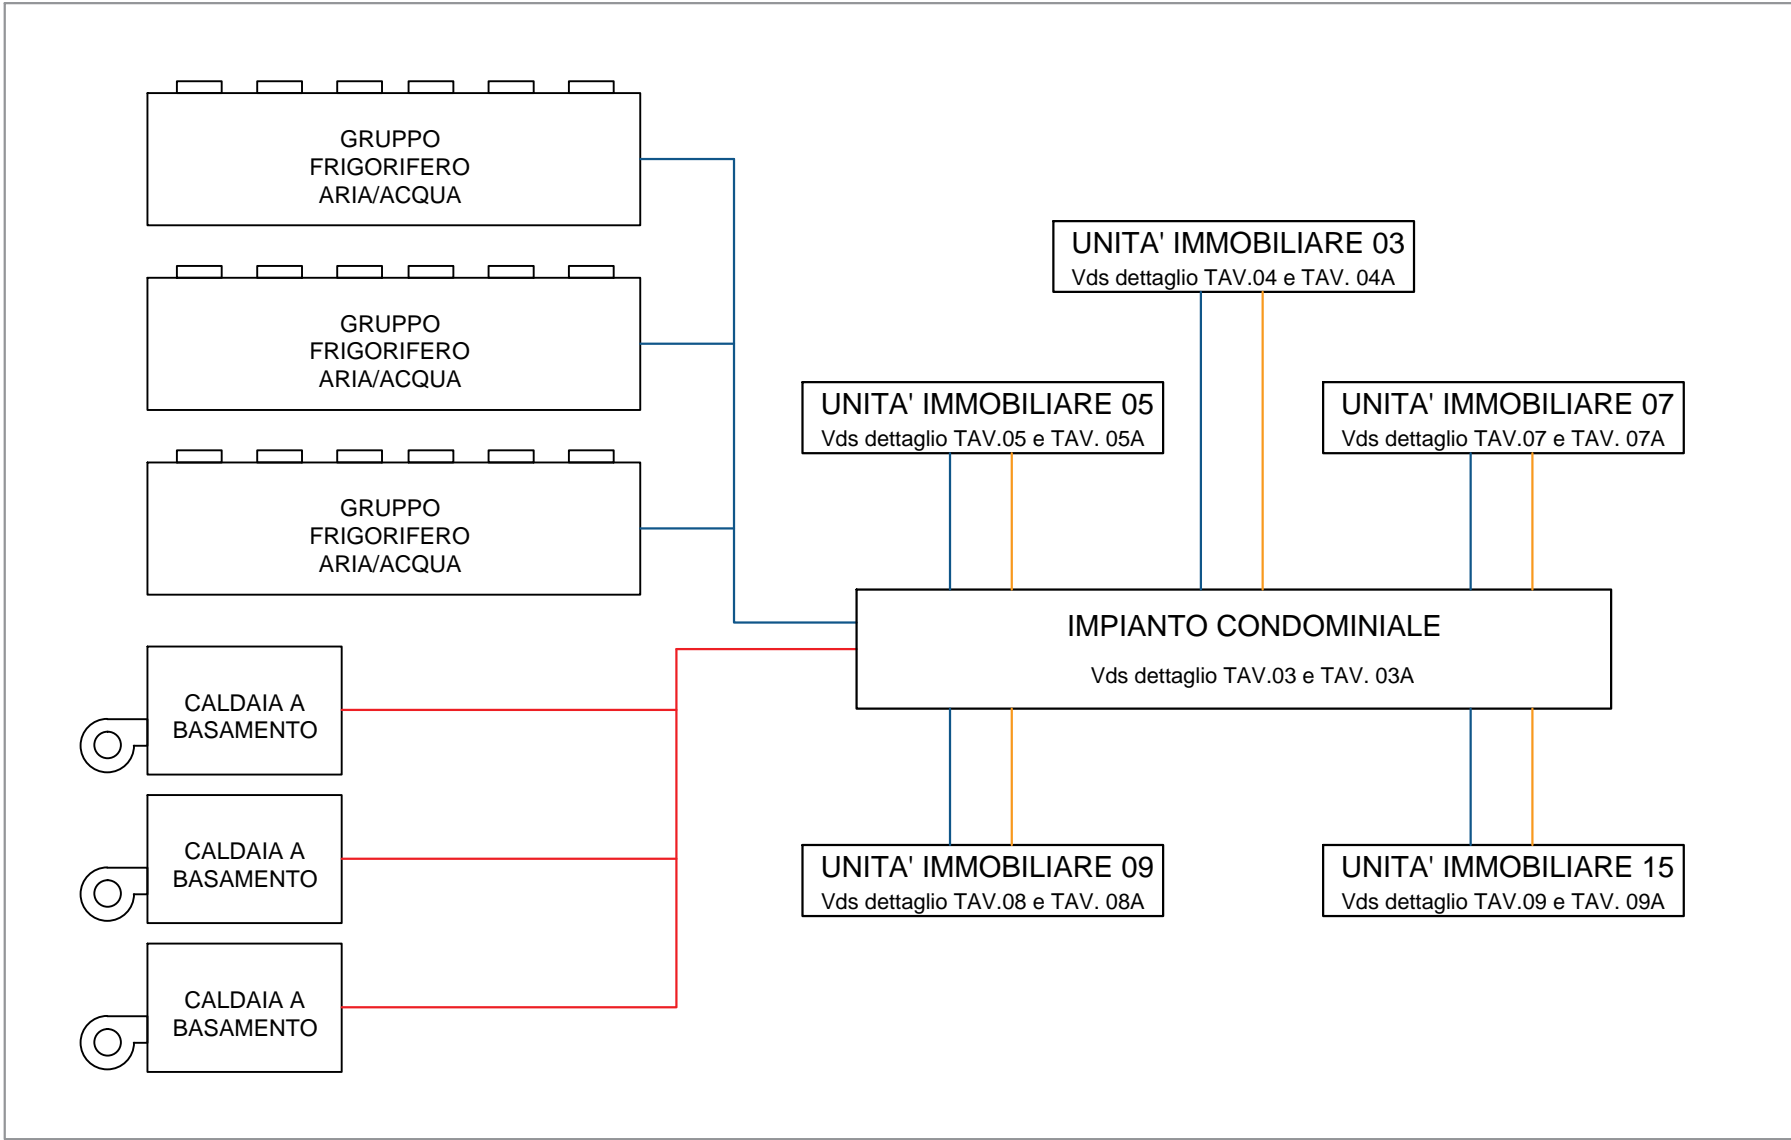 GRUPPO
FRIGORIFERO
ARIA/ACQUA
GRUPPO
FRIGORIFERO
ARIA/ACQUA
GRUPPO
FRIGORIFERO
ARIA/ACQUA
CALDAIA A
BASAMENTO
CALDAIA A
BASAMENTO
CALDAIA A
BASAMENTO
UNITA' IMMOBILIARE 03
Vds dettaglio TAV.04 e TAV. 04A
UNITA' IMMOBILIARE 05
Vds dettaglio TAV.05 e TAV. 05A
UNITA' IMMOBILIARE 07
Vds dettaglio TAV.07 e TAV. 07A
IMPIANTO CONDOMINIALE
Vds dettaglio TAV.03 e TAV. 03A
UNITA' IMMOBILIARE 09
Vds dettaglio TAV.08 e TAV. 08A
UNITA' IMMOBILIARE 15
Vds dettaglio TAV.09 e TAV. 09A